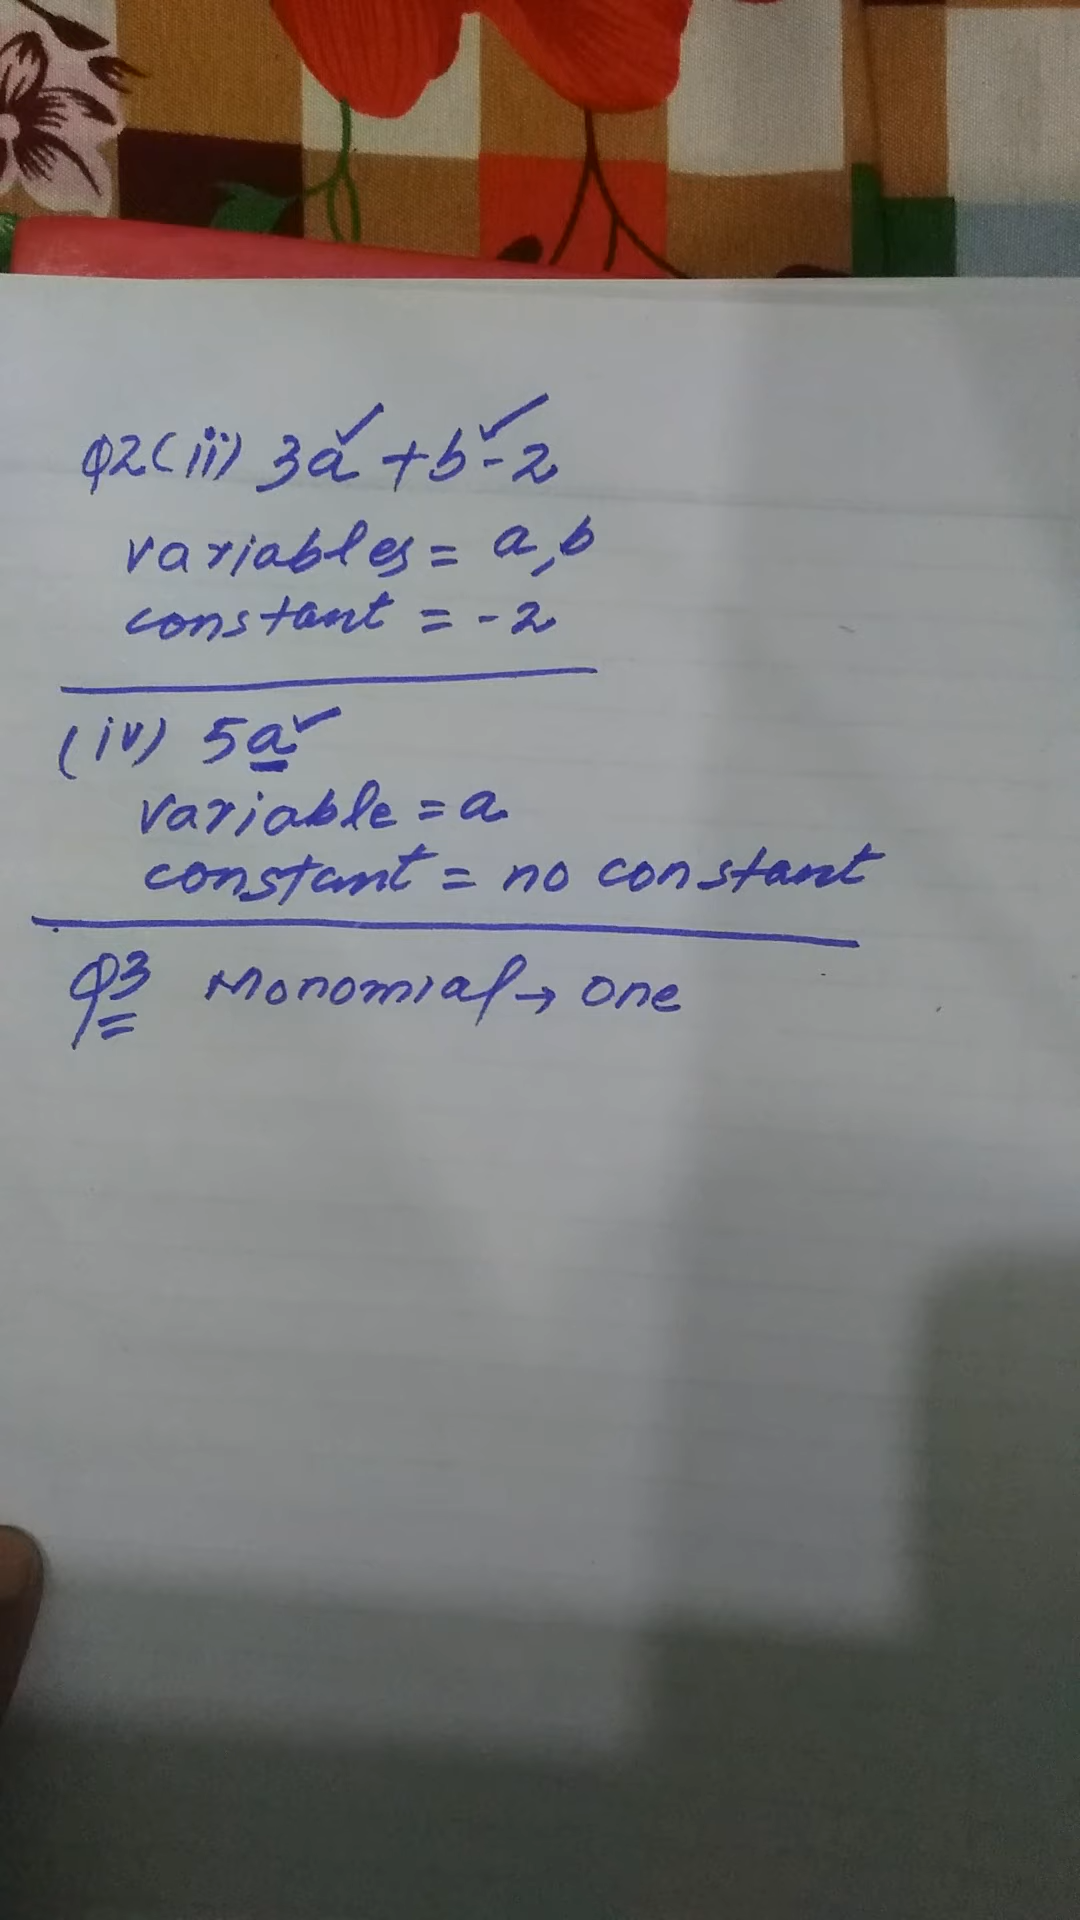 Q2(ii) 3a + b - 2
variables = a, b
constant = - 2
(iv) 5a
variable = a
constant = no constant
Q3 Monomial → one